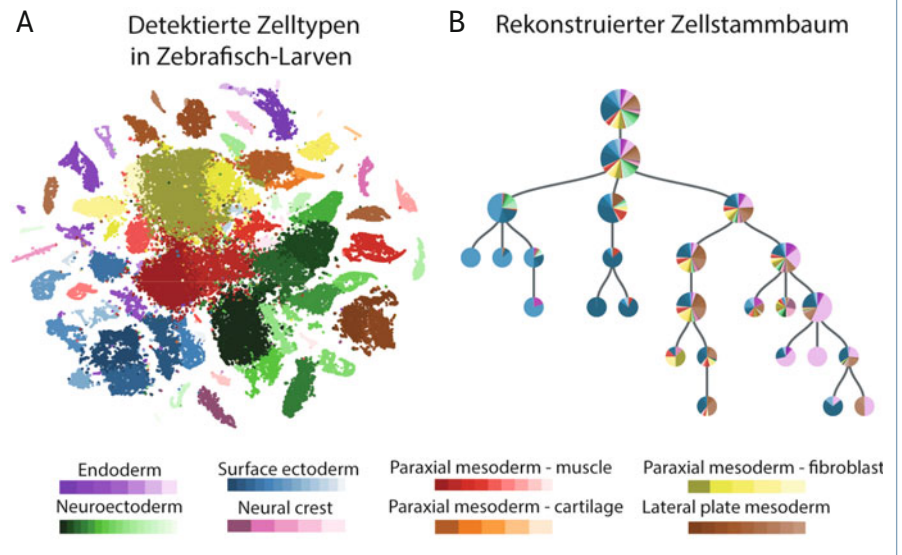 A
Detektierte Zelltypen
in Zebrafisch-Larven
B
Rekonstruierter Zellstammbaum
Endoderm
Surface ectoderm
Paraxial mesoderm - muscle
Paraxial mesoderm - fibroblast
Neuroectoderm
Neural crest
Paraxial mesoderm - cartilage
Lateral plate mesoderm